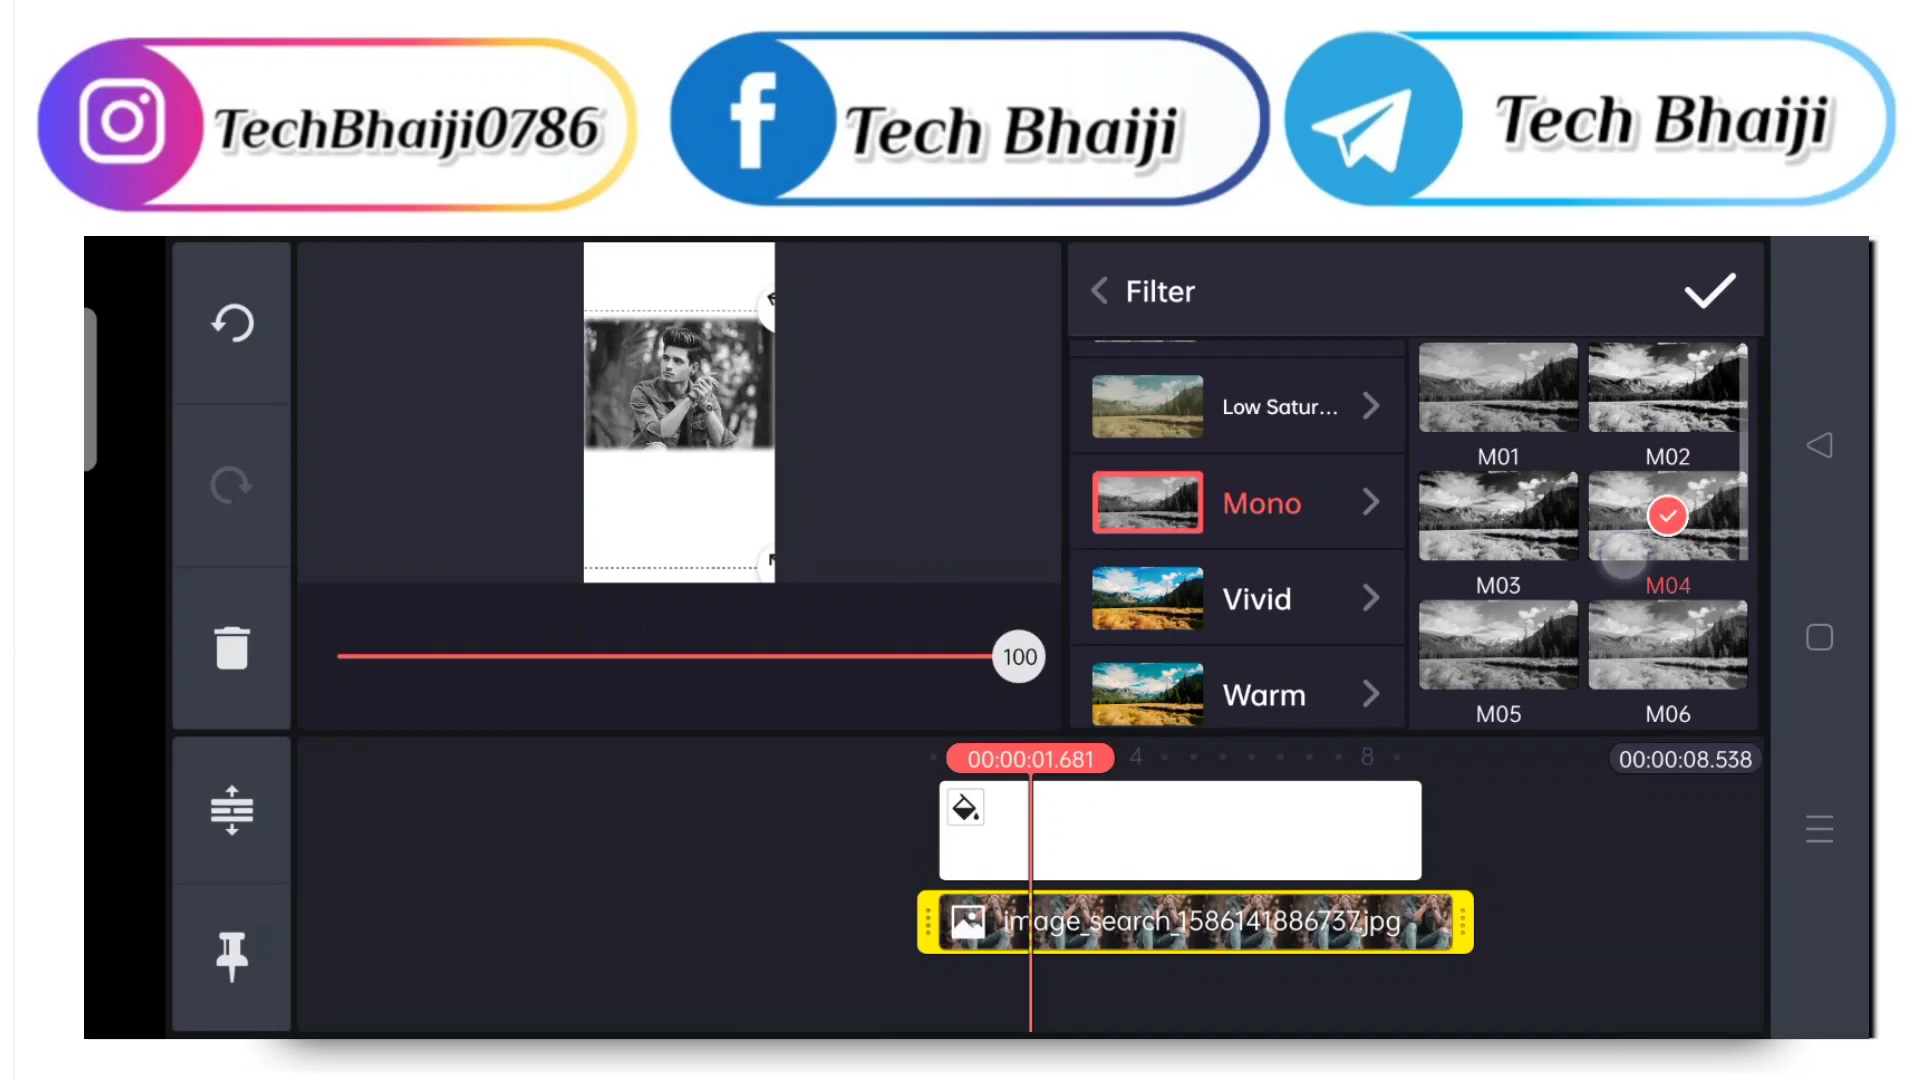 TechBhaiji0786
Tech Bhaiji
Tech Bhaiji
Filter
Low Satur...
Mono
Vivid
Warm
M01
M02
M03
M04
M05
M06
100
00:00:01.681
4
8
00:00:08.538
image_search_1586141886737.jpg